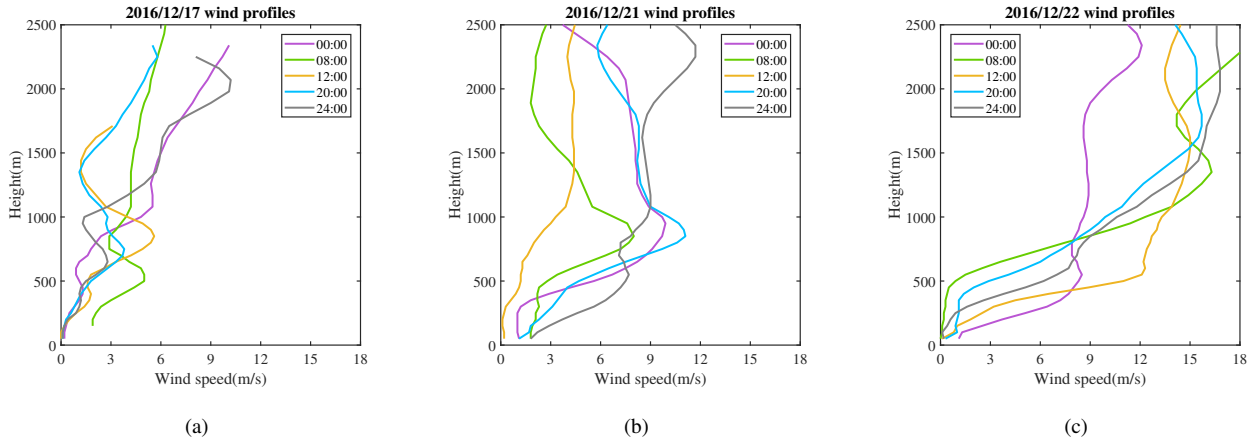 2016/12/17 wind profiles
2500
2000
1500
1000
500
0
Height(m)
0 3 6 9 12 15 18
Wind speed(m/s)
00:00
08:00
12:00
20:00
24:00
(a)
2016/12/21 wind profiles
2500
2000
1500
1000
500
0
Height(m)
0 3 6 9 12 15 18
Wind speed(m/s)
00:00
08:00
12:00
20:00
24:00
(b)
2016/12/22 wind profiles
2500
2000
1500
1000
500
0
Height(m)
0 3 6 9 12 15 18
Wind speed(m/s)
00:00
08:00
12:00
20:00
24:00
(c)